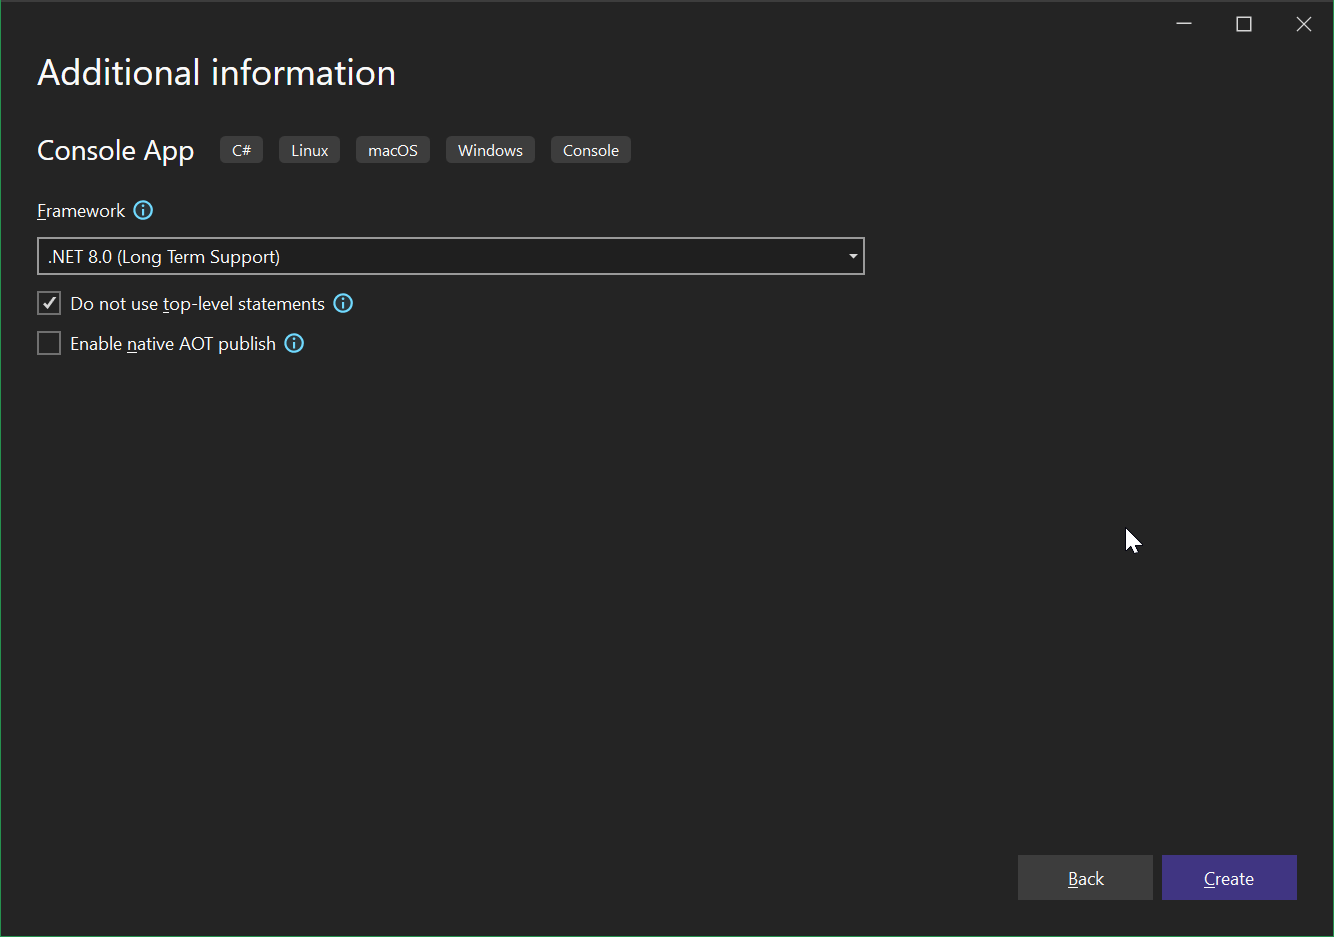 Additional information
Console App C# Linux macOS Windows Console
Framework
.NET 8.0 (Long Term Support)
Do not use top-level statements
Enable native AOT publish
Back Create